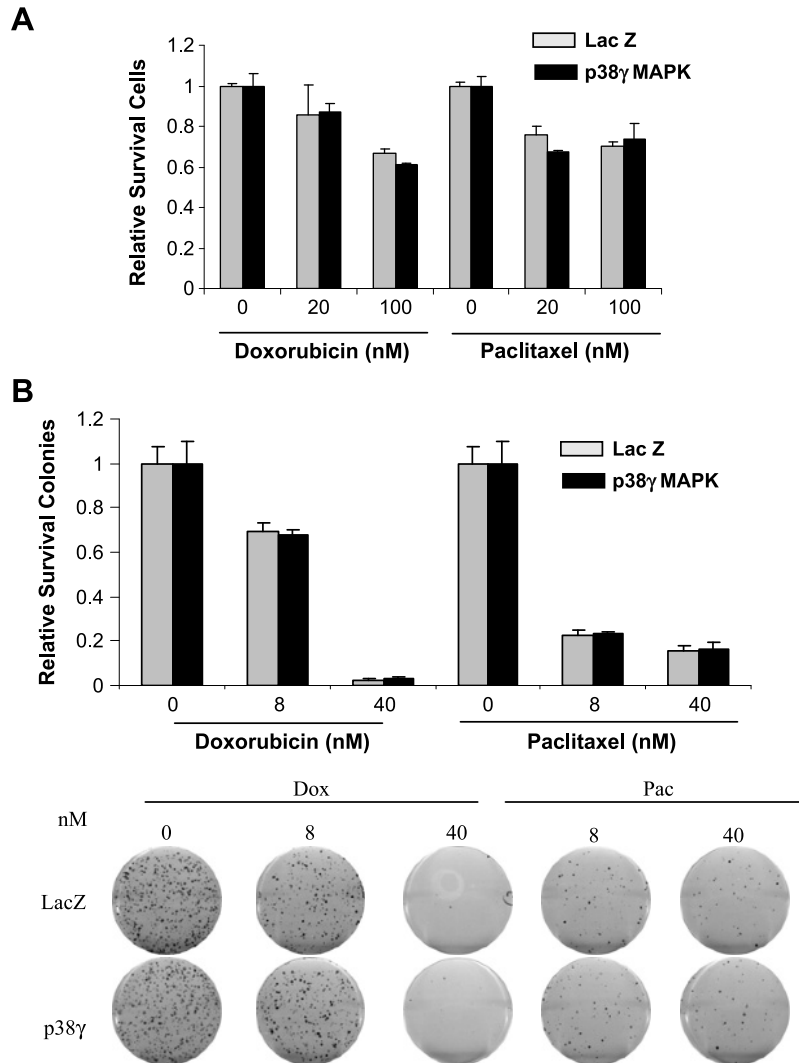 A
Relative Survival Cells
1.2
1
0.8
0.6
0.4
0.2
0
Lac Z
p38γ MAPK
0 20 100 0 20 100
Doxorubicin (nM) Paclitaxel (nM)
B
Relative Survival Colonies
1.2
1
0.8
0.6
0.4
0.2
0
Lac Z
p38γ MAPK
0 8 40 0 8 40
Doxorubicin (nM) Paclitaxel (nM)
Dox Pac
nM
0 8 40 8 40
LacZ
p38γ